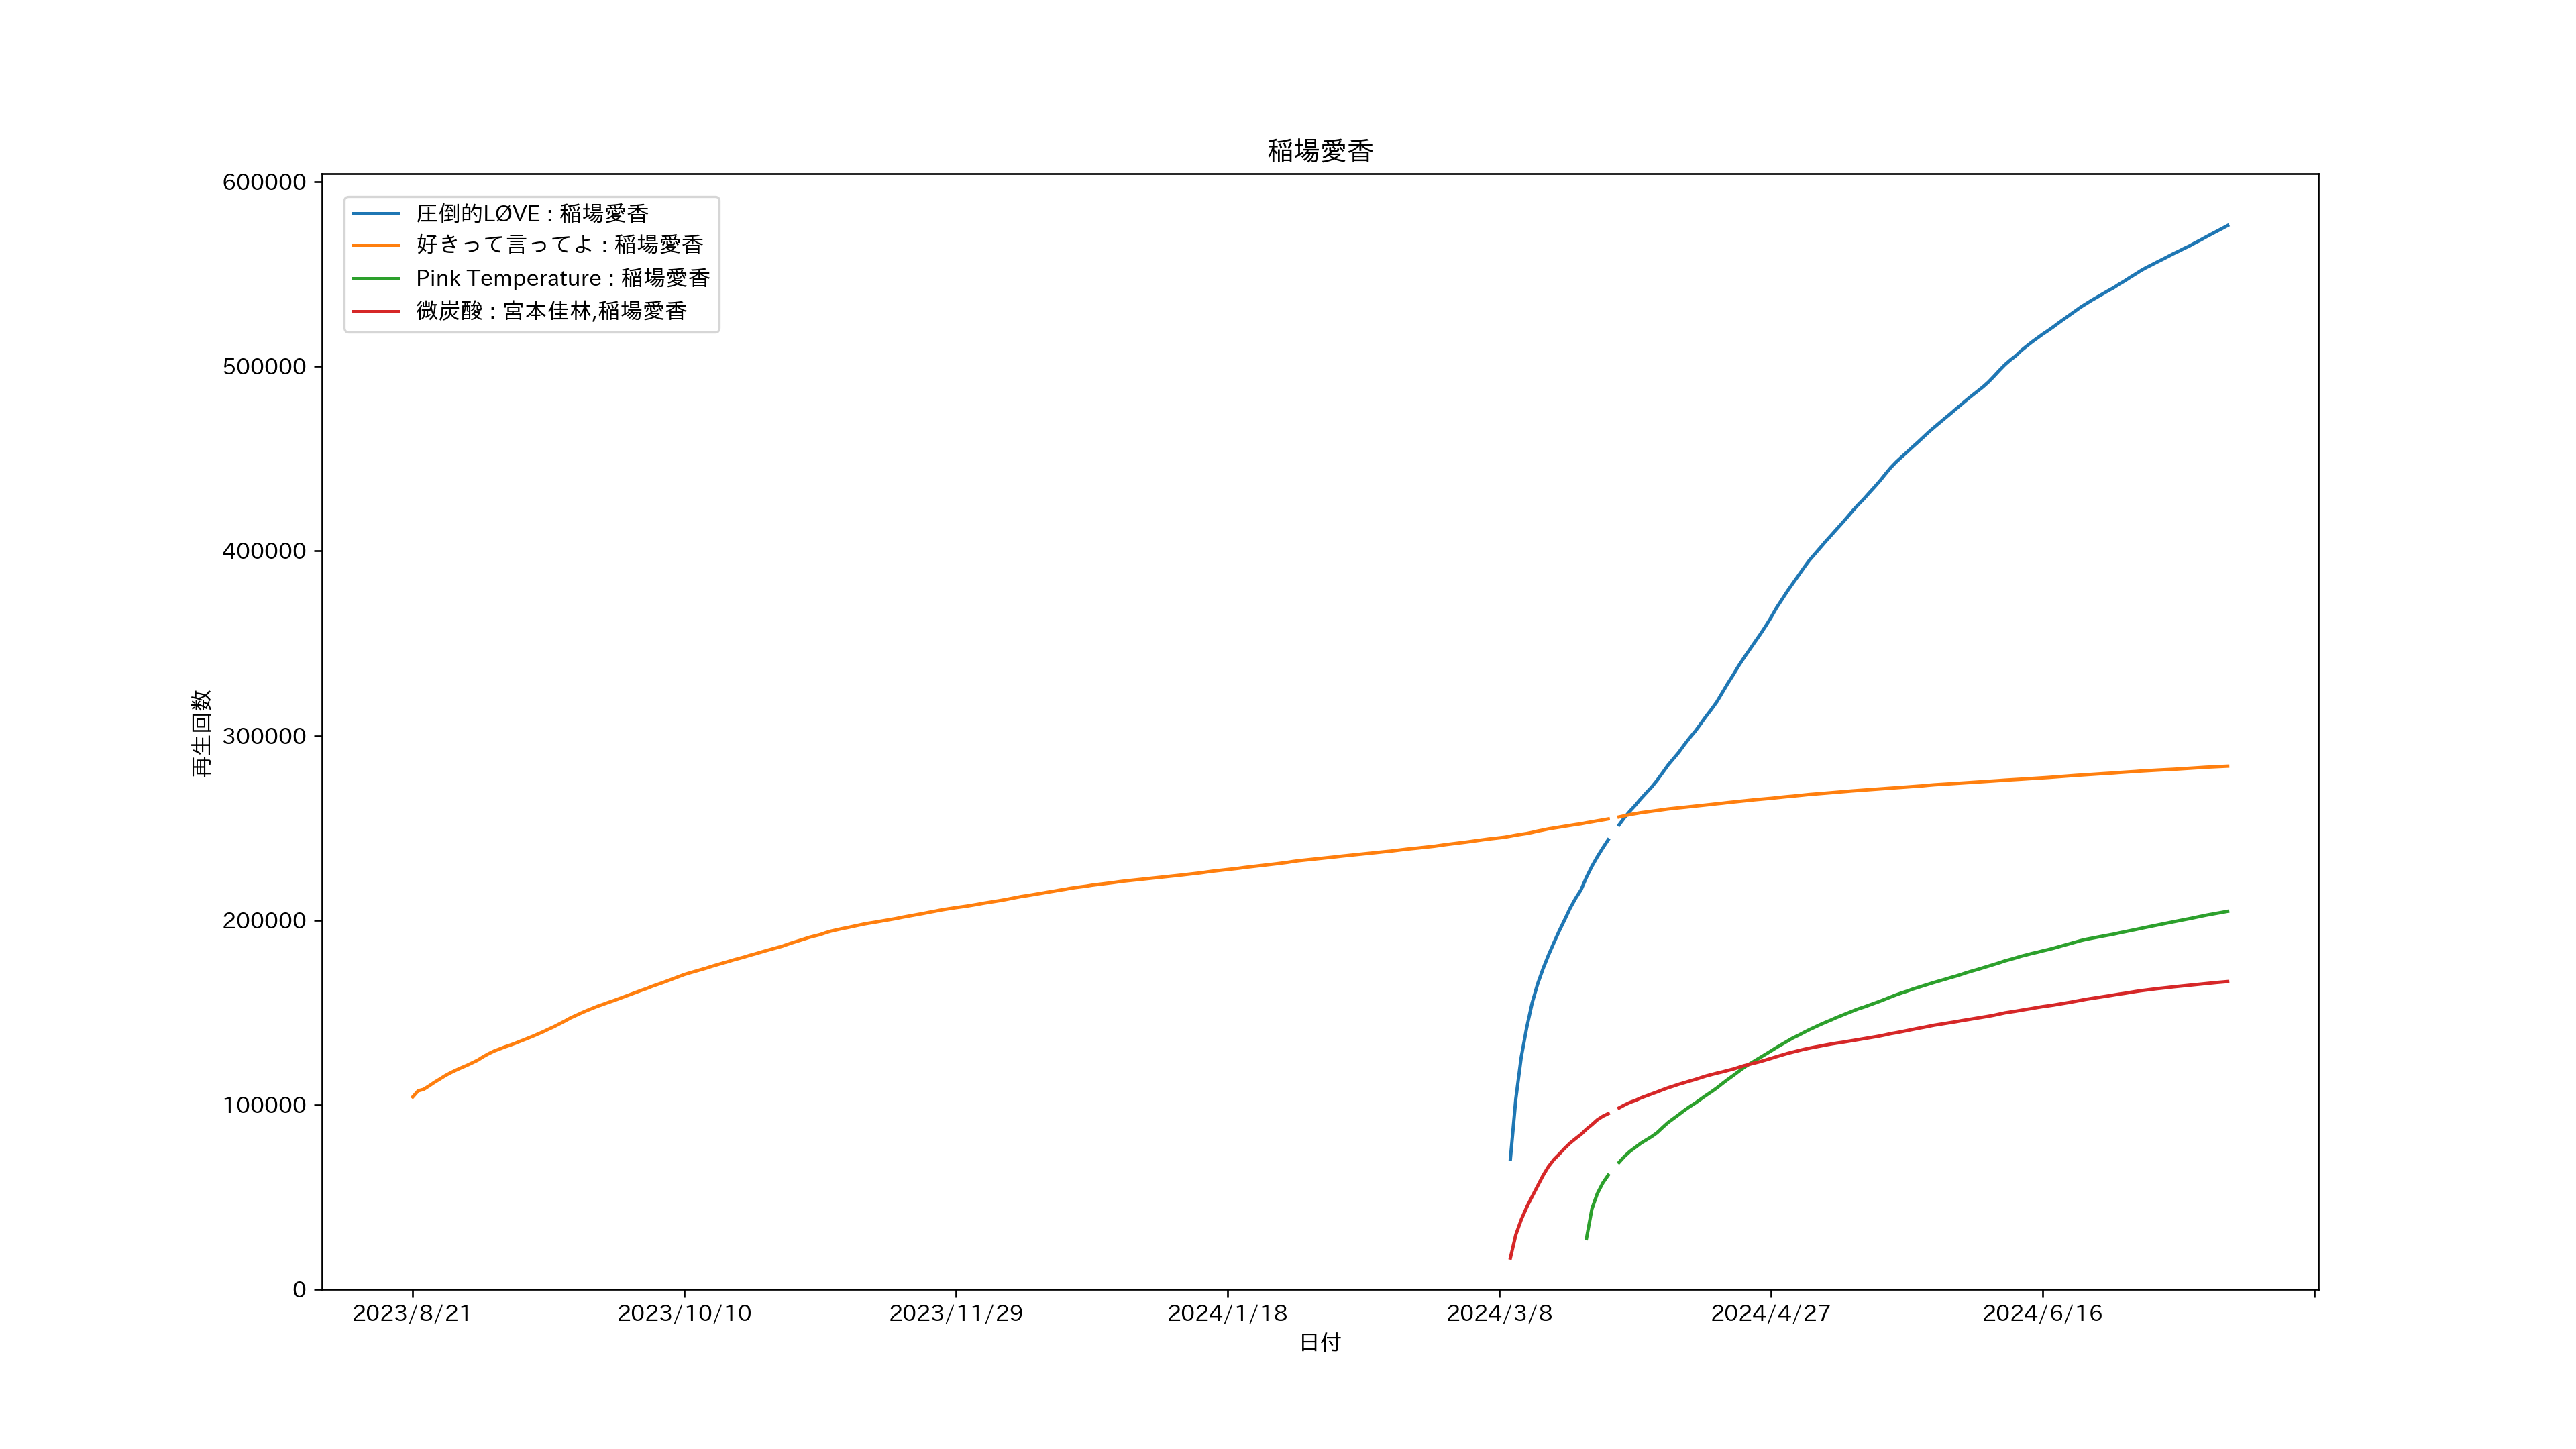 稲場愛香
600000
500000
400000
300000
200000
100000
0
再生回数
圧倒的LØVE : 稲場愛香
好きって言ってよ : 稲場愛香
Pink Temperature : 稲場愛香
微炭酸 : 宮本佳林,稲場愛香
2023/8/21
2023/10/10
2023/11/29
2024/1/18
2024/3/8
2024/4/27
2024/6/16
日付